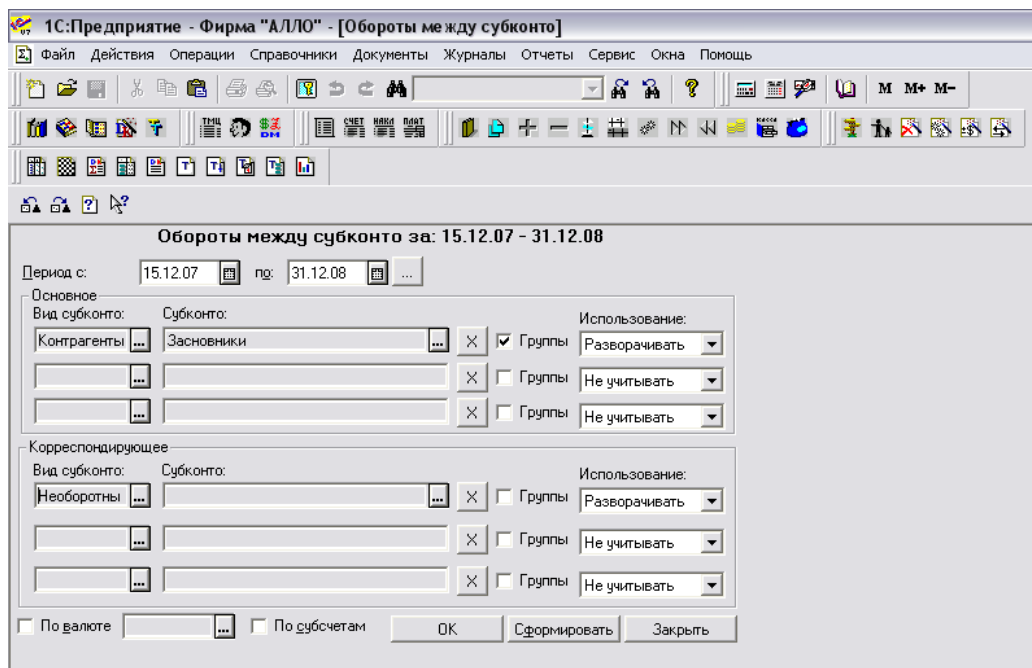 1С:Предприятие - Фирма "АЛЛО" - [Обороты между субконто]
Файл Действия Операции Справочники Документы Журналы Отчеты Сервис Окна Помощь
M M+ M-
ТМЦ СЧЕТ НАКЛ ПЛАТ КАССА
Обороты между субконто за: 15.12.07 - 31.12.08
Период с: 15.12.07 по: 31.12.08 ...
Основное
Вид субконто: Субконто: Использование:
Контрагенты ... Засновники ... X Группы Разворачивать
... X Группы Не учитывать
... X Группы Не учитывать
Корреспондирующее
Вид субконто: Субконто: Использование:
Необоротны ... ... X Группы Разворачивать
... X Группы Не учитывать
... X Группы Не учитывать
По валюте ... По субсчетам OK Сформировать Закрыть